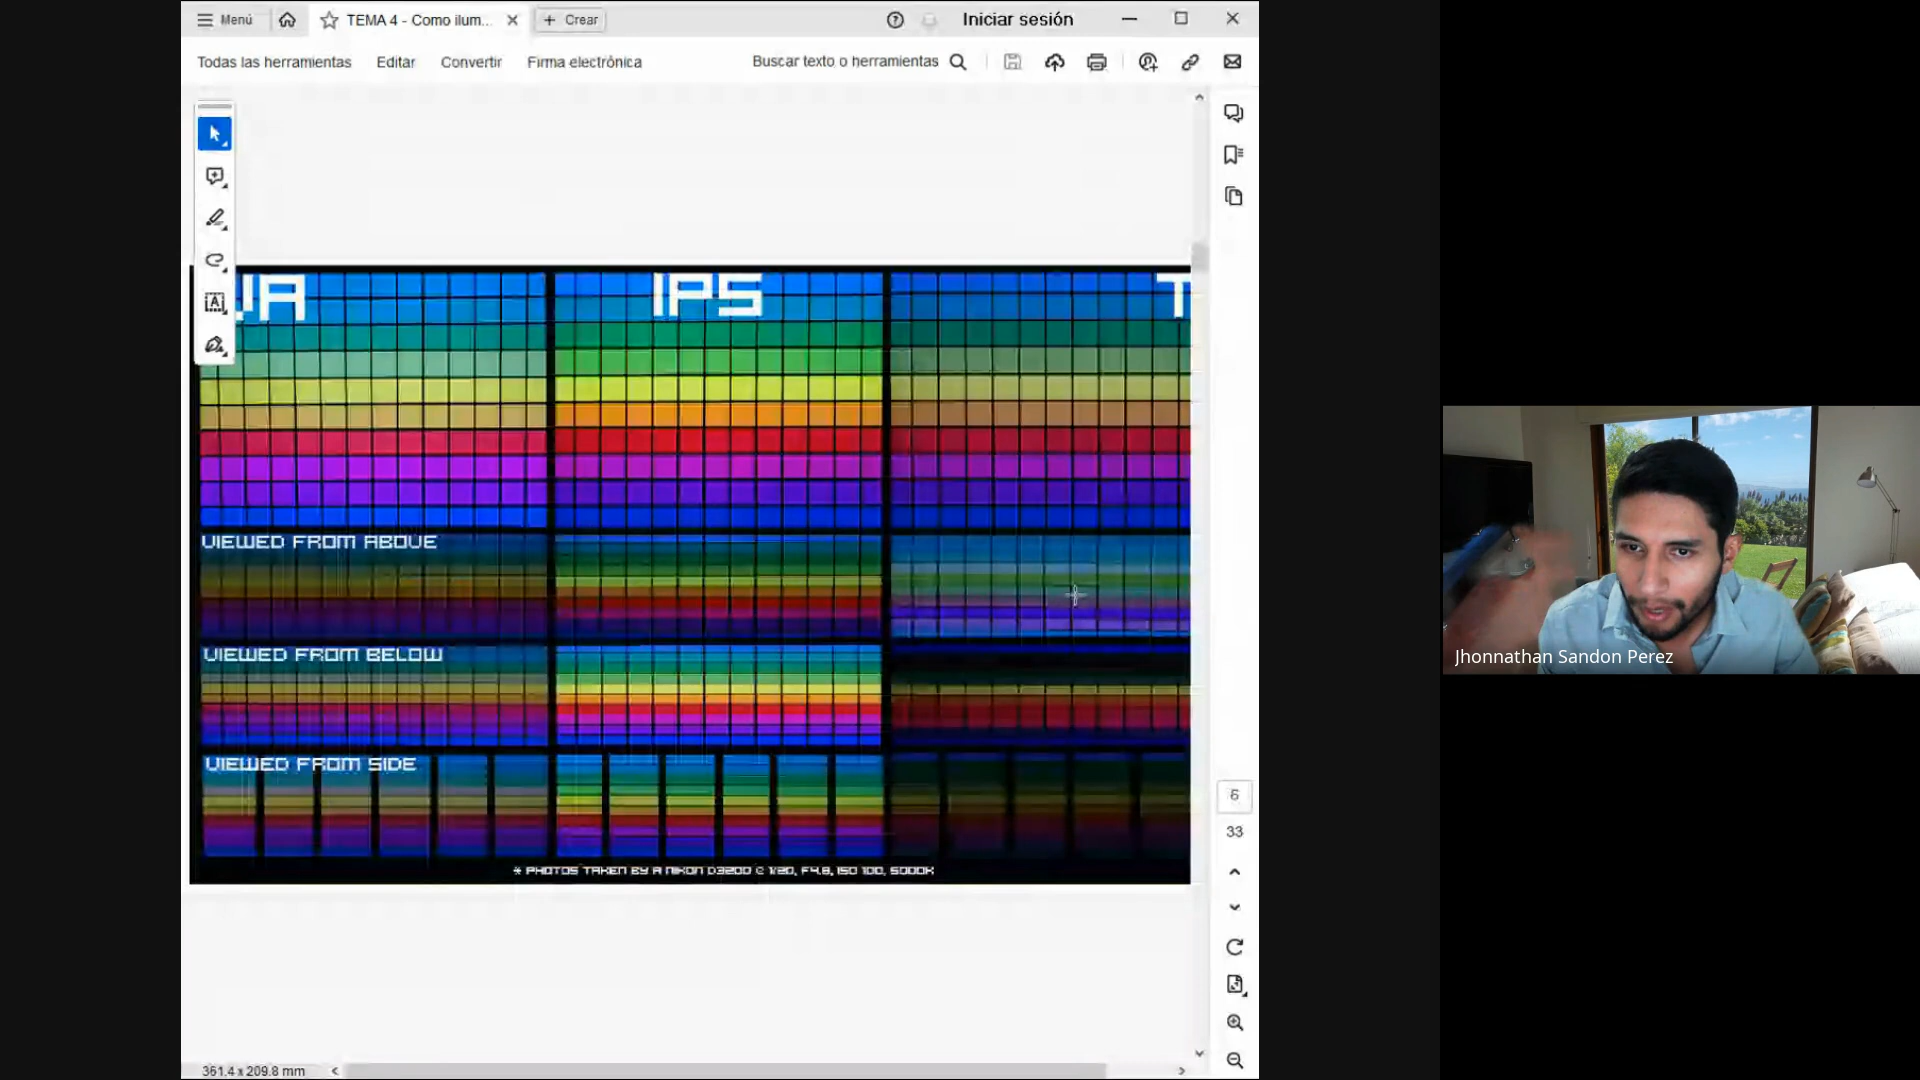 Menú
TEMA 4 - Como ilum...
Crear
Iniciar sesión
Todas las herramientas
Editar
Convertir
Firma electrónica
Buscar texto o herramientas
VA
IPS
T
VIEWED FROM ABOVE
VIEWED FROM BELOW
VIEWED FROM SIDE
* PHOTOS TAKEN BY A NIKON D3200 @ 1/20, F4.8, ISO 100, 5000K
33
361.4 x 209.8 mm
Jhonnathan Sandon Perez